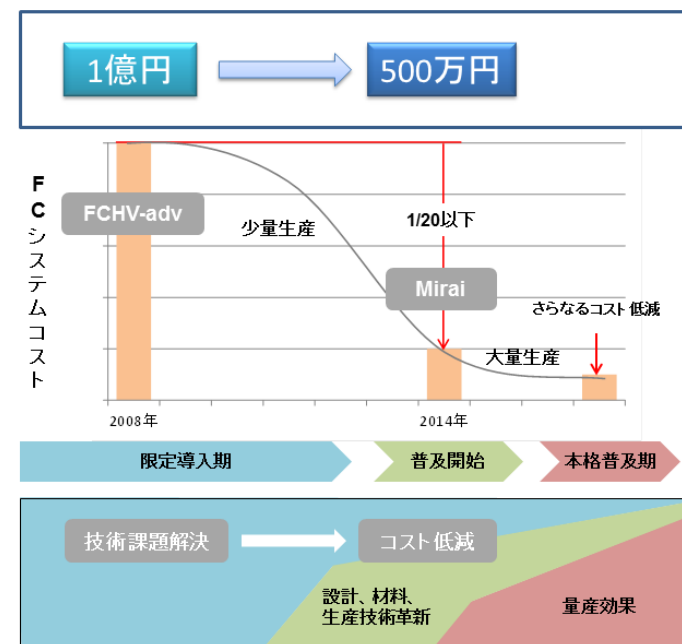 1億円
500万円
FCシステムコスト
FCHV-adv
少量生産
1/20以下
Mirai
さらなるコスト低減
大量生産
2008年
2014年
限定導入期
普及開始
本格普及期
技術課題解決
コスト低減
設計、材料、
生産技術革新
量産効果